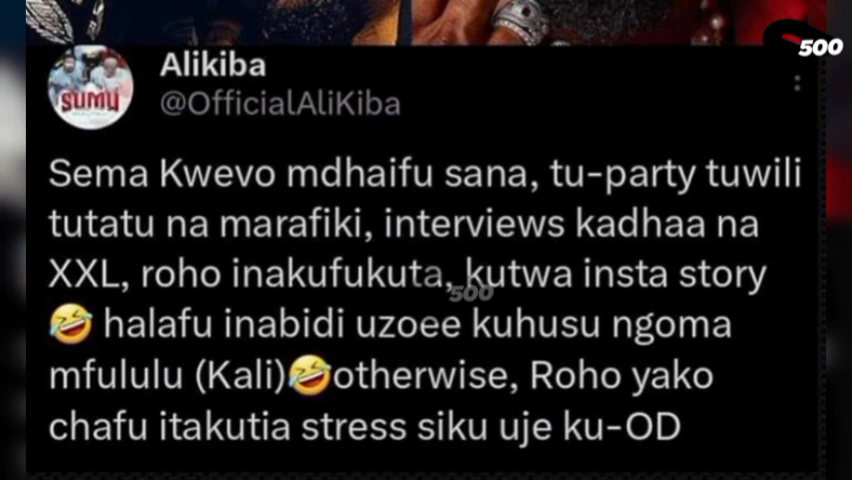 500
Alikiba
SUMU
@OfficialAliKiba
Sema Kwevo mdhaifu sana, tu-party tuwili
tutatu na marafiki, interviews kadhaa na
XXL, roho inakufukuta, kutwa insta story
500
🤣 halafu inabidi uzoee kuhusu ngoma
mfululu (Kali)🤣otherwise, Roho yako
chafu itakutia stress siku uje ku-OD